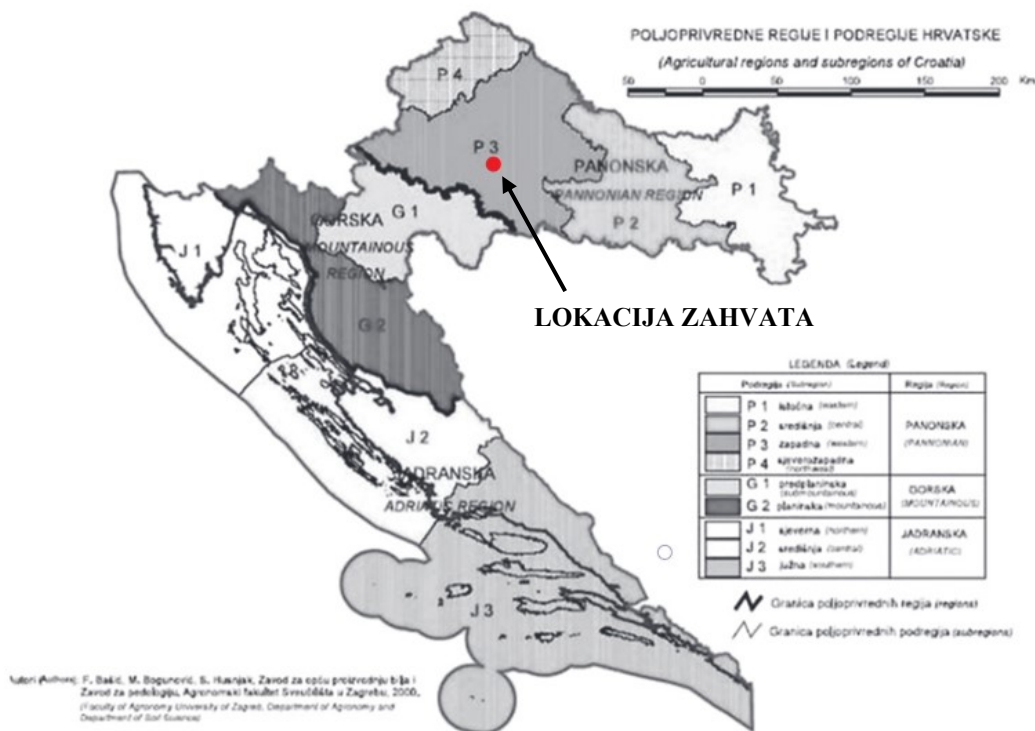 POLJOPRIVREDNE REGIJE I PODREGIJE HRVATSKE
(Agricultural regions and subregions of Croatia)
50 0 50 100 150 200 Km
P 4
P 3
PANONSKA
PANNONIAN REGION
P 1
P 2
GORSKA
G 1
MOUNTAINOUS
REGION
J 1
G 2
LOKACIJA ZAHVATA
J 2
JADRANSKA
ADRIATIC REGION
J 3
LEGENDA (Legend)
Podregija (Subregion) Regija (Region)
P 1 istočna (eastern)
P 2 središnja (central)
P 3 zapadna (western)
P 4 sjeverozapadna
(northwest)
PANONSKA
(PANNONIAN)
G 1 predplaninska
(submountainous)
G 2 planinska (mountainous)
GORSKA
(MOUNTAINOUS)
J 1 sjeverna (northern)
J 2 središnja (central)
J 3 južna (southern)
JADRANSKA
(ADRIATIC)
Granica poljoprivrednih regija (regions)
Granica poljoprivrednih podregija (subregions)
(Authors): F. Bašić, M. Bogunović, S. Husnjak, Zavod za opću proizvodnju bilja i
Zavod za pedologiju, Agronomski fakultet Sveučilišta u Zagrebu, 2000.
(Faculty of Agronomy University of Zagreb, Department of Agronomy and
Department of Soil Science)